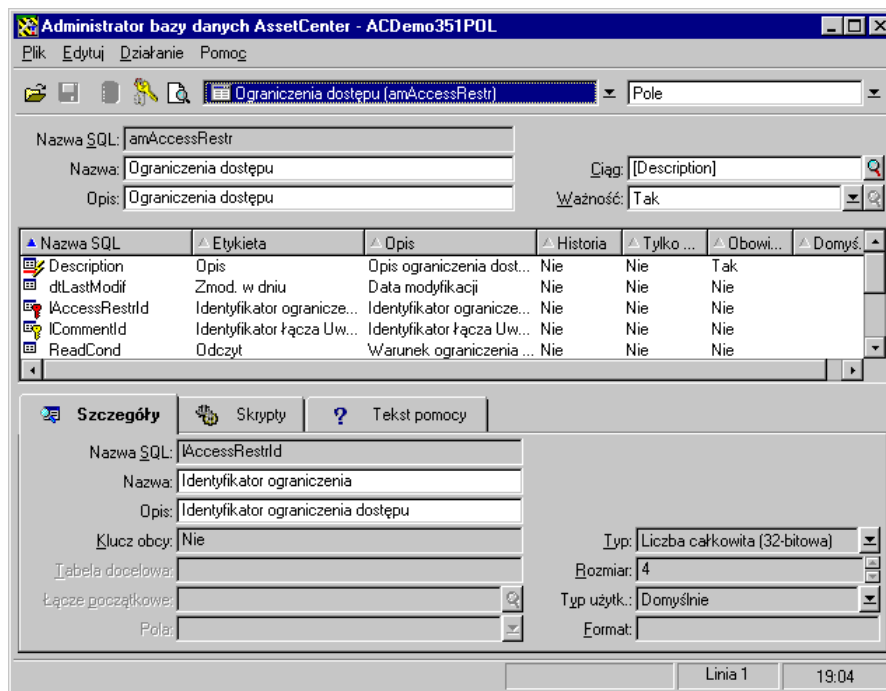 Administrator bazy danych AssetCenter - ACDemo351POL
Plik Edytuj Działanie Pomoc
Ograniczenia dostępu (amAccessRestr) Pole
Nazwa SQL: amAccessRestr
Nazwa: Ograniczenia dostępu Ciąg: [Description]
Opis: Ograniczenia dostępu Ważność: Tak
Nazwa SQL Etykieta Opis Historia Tylko ... Obowi... Domyś.
Description Opis Opis ograniczenia dost... Nie Nie Tak
dtLastModif Zmod. w dniu Data modyfikacji Nie Nie Nie
lAccessRestrId Identyfikator ogranicze... Identyfikator ogranicze... Nie Nie Nie
lCommentId Identyfikator łącza Uw... Identyfikator łącza Uw... Nie Nie Nie
ReadCond Odczyt Warunek ograniczenia ... Nie Nie Nie
Szczegóły Skrypty ? Tekst pomocy
Nazwa SQL: lAccessRestrId
Nazwa: Identyfikator ograniczenia
Opis: Identyfikator ograniczenia dostępu
Klucz obcy: Nie Typ: Liczba całkowita (32-bitowa)
Tabela docelowa: Rozmiar: 4
Łącze początkowe: Typ użytk.: Domyślnie
Pola: Format:
Linia 1 19:04